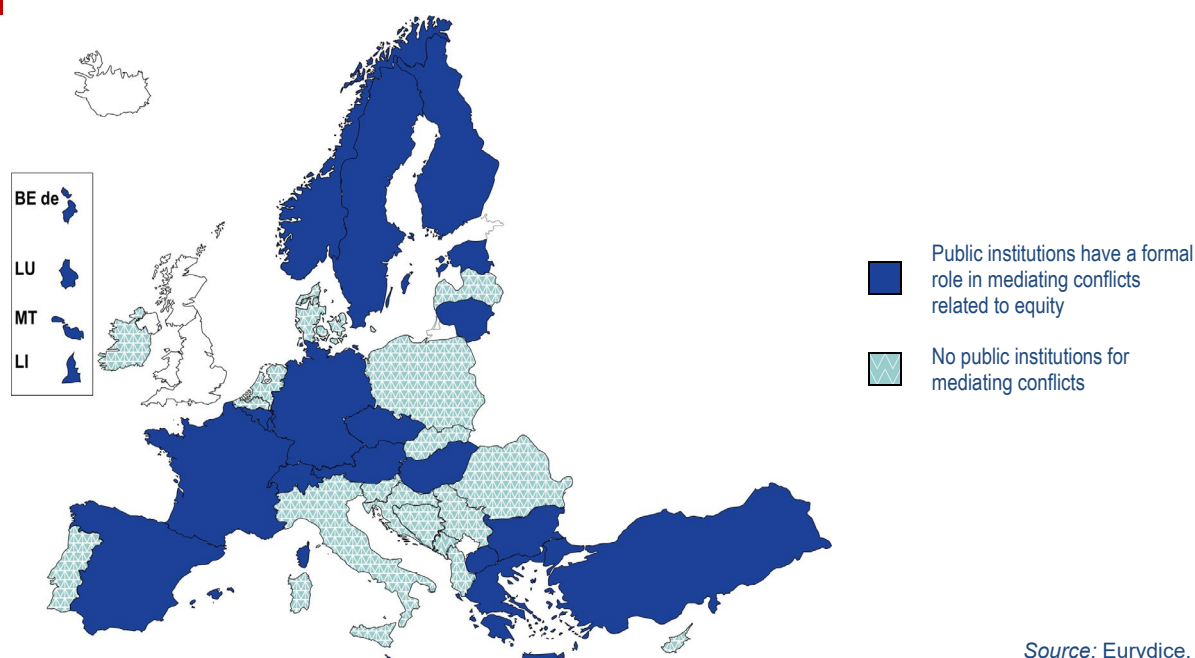 BE de
LU
MT
LI
Public institutions have a formal
role in mediating conflicts
related to equity
No public institutions for
mediating conflicts
Source: Eurydice.